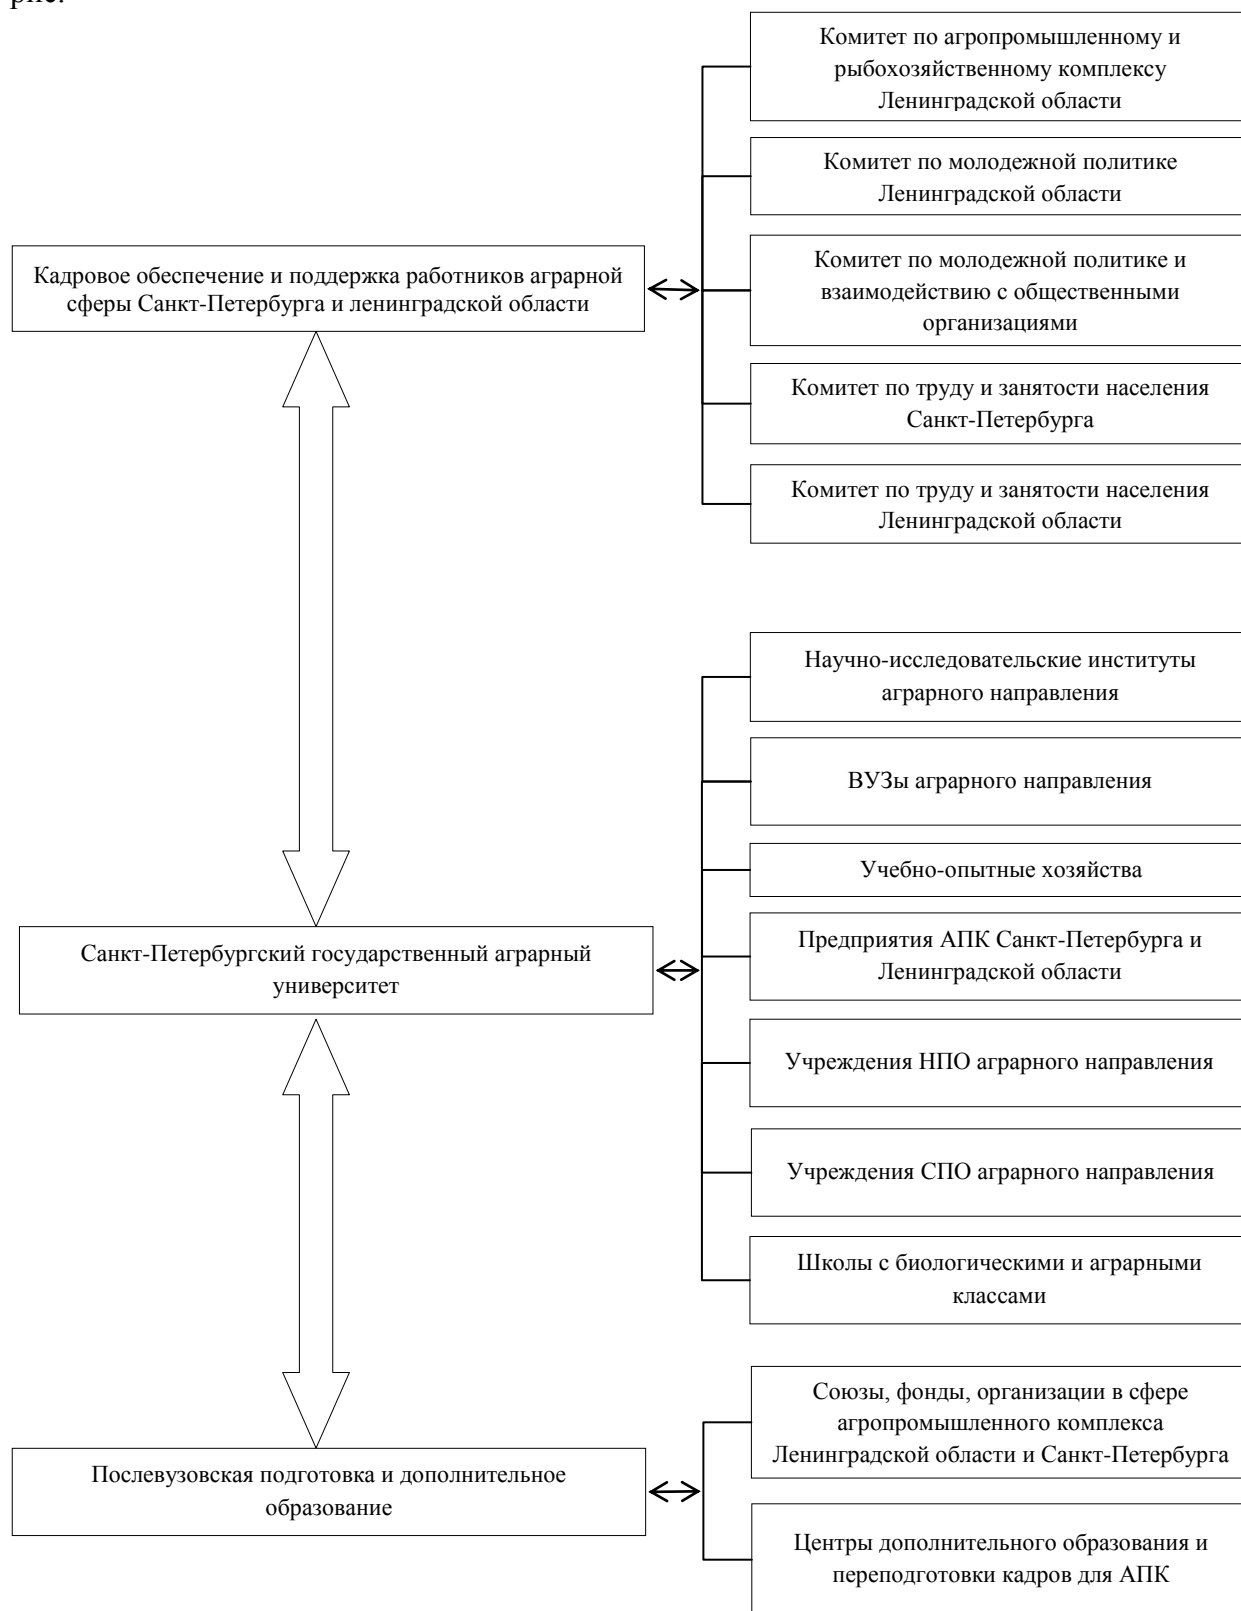 рис.
Комитет по агропромышленному и
рыбохозяйственному комплексу
Ленинградской области
Комитет по молодежной политике
Ленинградской области
Кадровое обеспечение и поддержка работников аграрной
сферы Санкт-Петербурга и ленинградской области
Комитет по молодежной политике и
взаимодействию с общественными
организациями
Комитет по труду и занятости населения
Санкт-Петербурга
Комитет по труду и занятости населения
Ленинградской области
Научно-исследовательские институты
аграрного направления
ВУЗы аграрного направления
Учебно-опытные хозяйства
Санкт-Петербургский государственный аграрный
университет
Предприятия АПК Санкт-Петербурга и
Ленинградской области
Учреждения НПО аграрного направления
Учреждения СПО аграрного направления
Школы с биологическими и аграрными
классами
Союзы, фонды, организации в сфере
агропромышленного комплекса
Ленинградской области и Санкт-Петербурга
Послевузовская подготовка и дополнительное
образование
Центры дополнительного образования и
переподготовки кадров для АПК